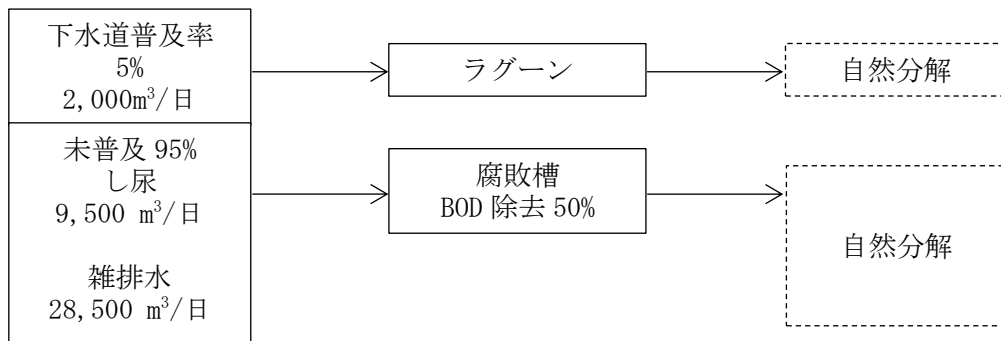 下水道普及率
5%
2,000m³/日
ラグーン
自然分解
未普及 95%
し尿
9,500 m³/日
雑排水
28,500 m³/日
腐敗槽
BOD 除去 50%
自然分解